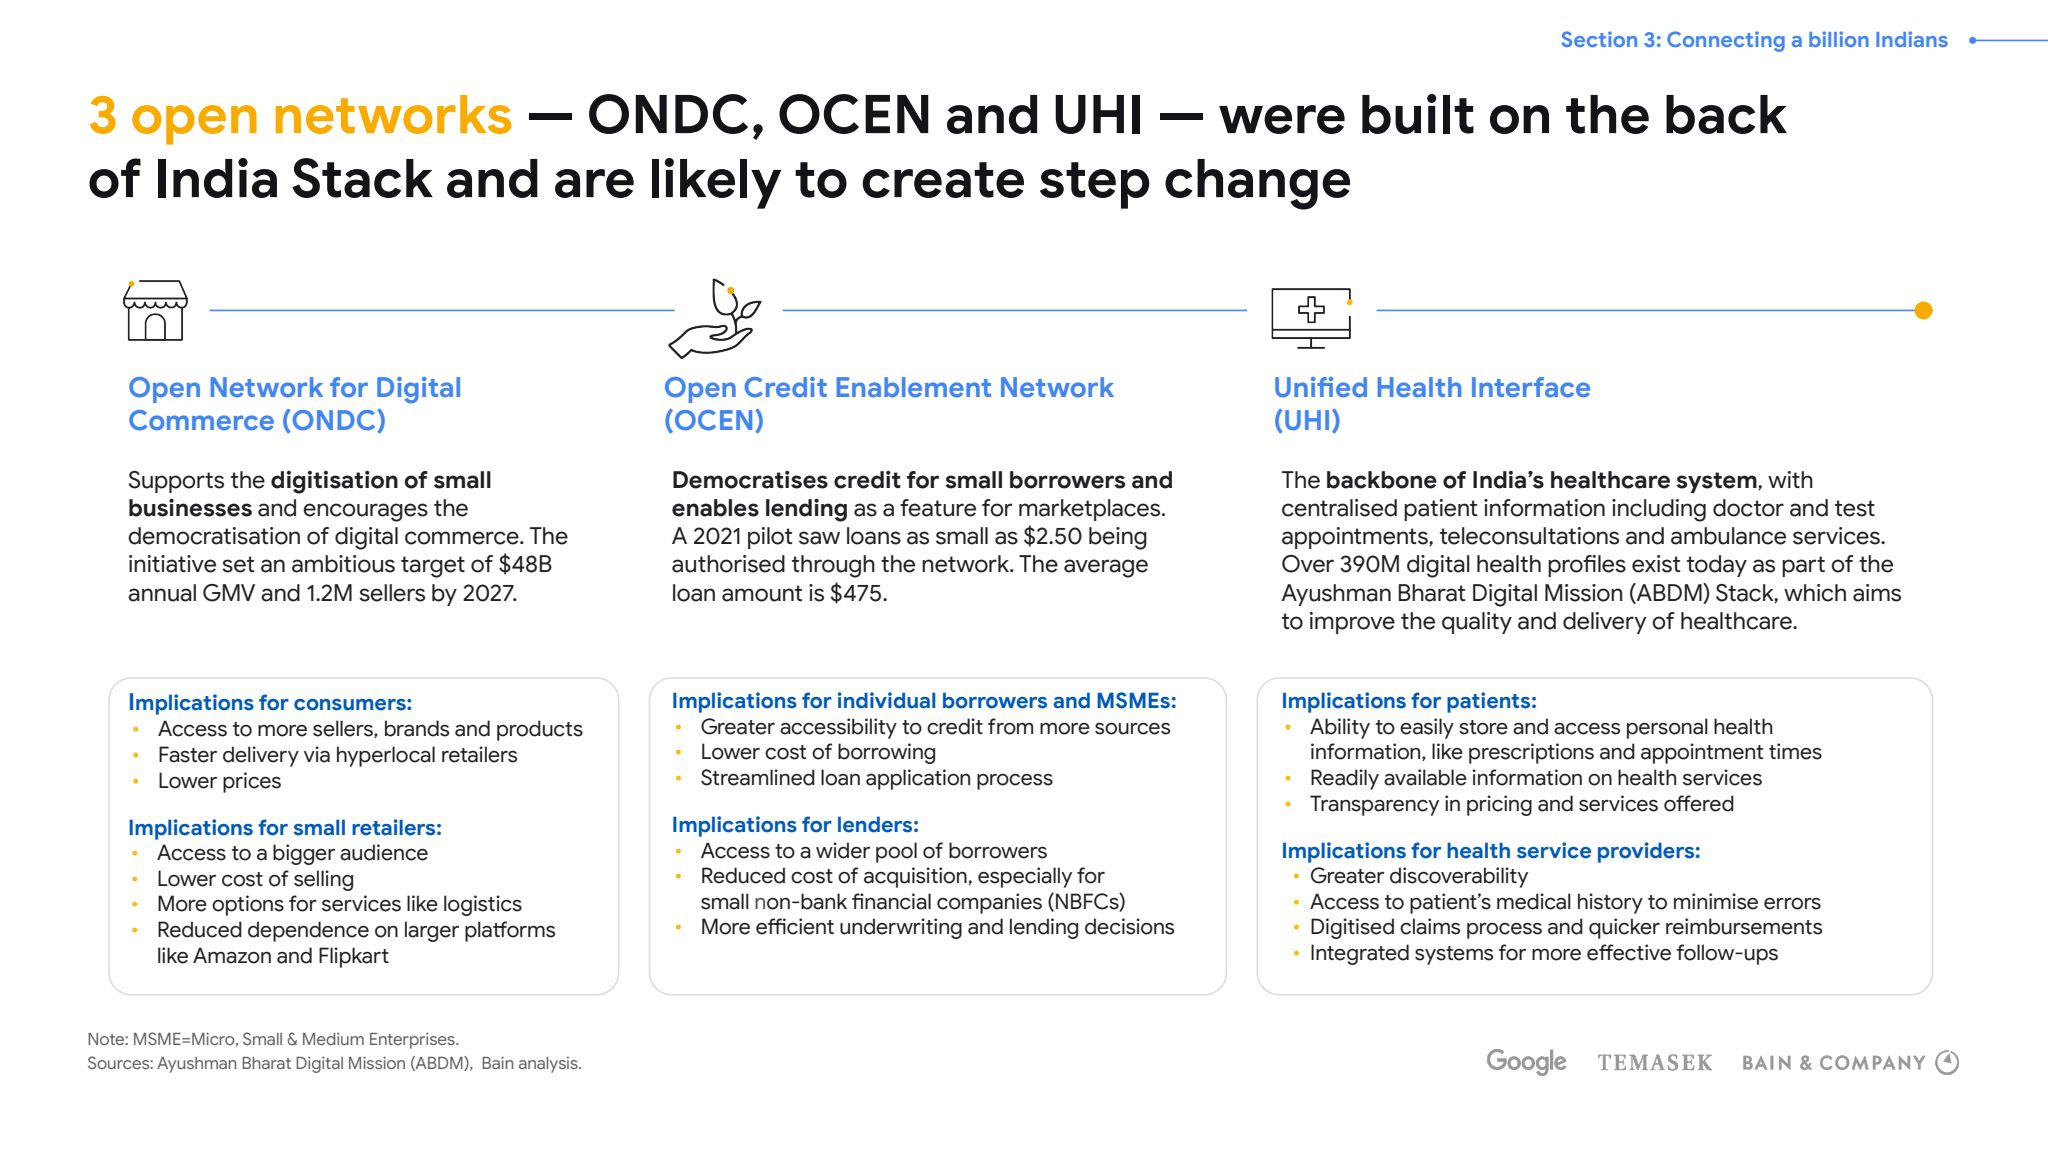 Section 3: Connecting a billion Indians
3 open networks — ONDC, OCEN and UHI — were built on the back
of India Stack and are likely to create step change
Open Network for Digital
Commerce (ONDC)
Supports the digitisation of small
businesses and encourages the
democratisation of digital commerce. The
initiative set an ambitious target of $48B
annual GMV and 1.2M sellers by 2027.
Implications for consumers:
• Access to more sellers, brands and products
• Faster delivery via hyperlocal retailers
• Lower prices
Implications for small retailers:
• Access to a bigger audience
• Lower cost of selling
• More options for services like logistics
• Reduced dependence on larger platforms
like Amazon and Flipkart
Open Credit Enablement Network
(OCEN)
Democratises credit for small borrowers and
enables lending as a feature for marketplaces.
A 2021 pilot saw loans as small as $2.50 being
authorised through the network. The average
loan amount is $475.
Implications for individual borrowers and MSMEs:
• Greater accessibility to credit from more sources
• Lower cost of borrowing
• Streamlined loan application process
Implications for lenders:
• Access to a wider pool of borrowers
• Reduced cost of acquisition, especially for
small non-bank financial companies (NBFCs)
• More efficient underwriting and lending decisions
Unified Health Interface
(UHI)
The backbone of India’s healthcare system, with
centralised patient information including doctor and test
appointments, teleconsultations and ambulance services.
Over 390M digital health profiles exist today as part of the
Ayushman Bharat Digital Mission (ABDM) Stack, which aims
to improve the quality and delivery of healthcare.
Implications for patients:
• Ability to easily store and access personal health
information, like prescriptions and appointment times
• Readily available information on health services
• Transparency in pricing and services offered
Implications for health service providers:
• Greater discoverability
• Access to patient’s medical history to minimise errors
• Digitised claims process and quicker reimbursements
• Integrated systems for more effective follow-ups
Note: MSME=Micro, Small & Medium Enterprises.
Sources: Ayushman Bharat Digital Mission (ABDM), Bain analysis.
Google TEMASEK BAIN & COMPANY